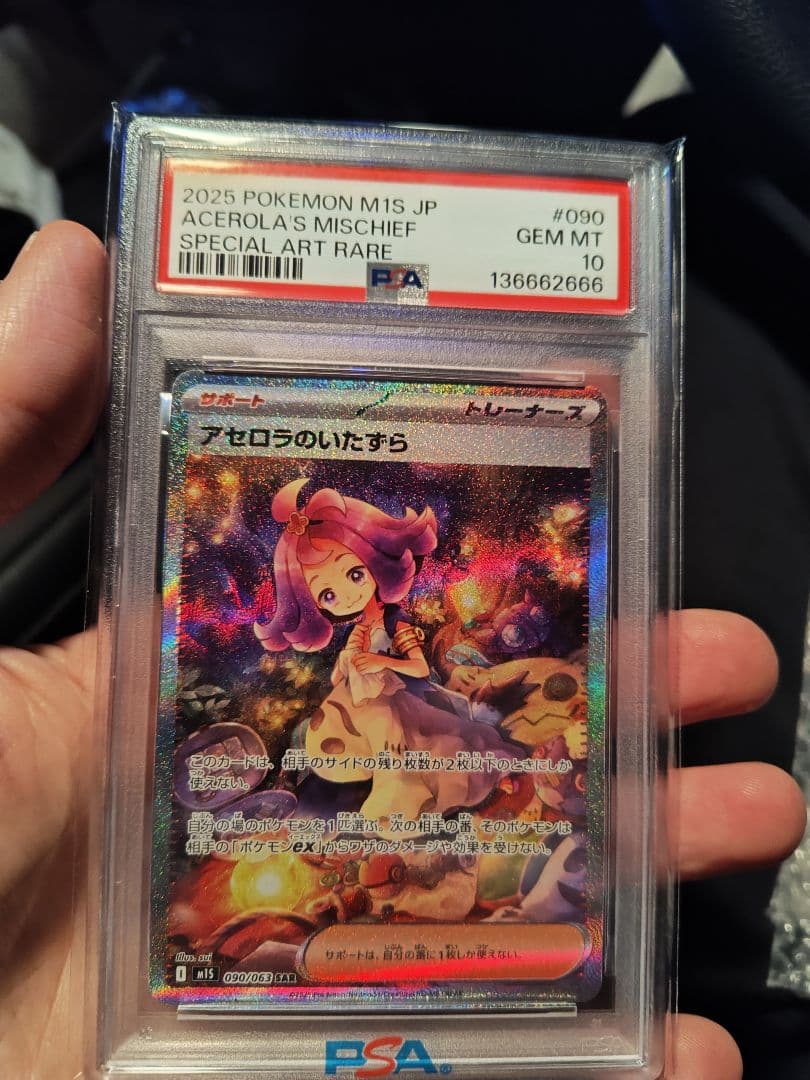 2025 POKEMON M1S JP
#090
ACEROLA'S MISCHIEF
GEM MT
SPECIAL ART RARE
10
PSA
136662666
サポート
トレーナーズ
アセロラのいたずら
このカードは、相手のサイドの残り枚数が2枚以下のときにしか
使えない。
自分の場のポケモンを1匹選ぶ。次の相手の番、そのポケモンは
相手の「ポケモンex」からワザのダメージや効果を受けない。
サポートは、自分の番に1枚しか使えない。
Illus. sui
I M1S 090/063 SAR
PSA®